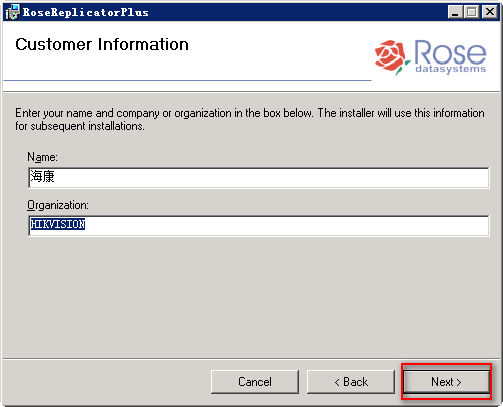 RoseReplicatorPlus
Customer Information
Rose
datasystems
Enter your name and company or organization in the box below. The installer will use this information
for subsequent installations.
Name:
海康
Organization:
HIKVISION
Cancel
< Back
Next >